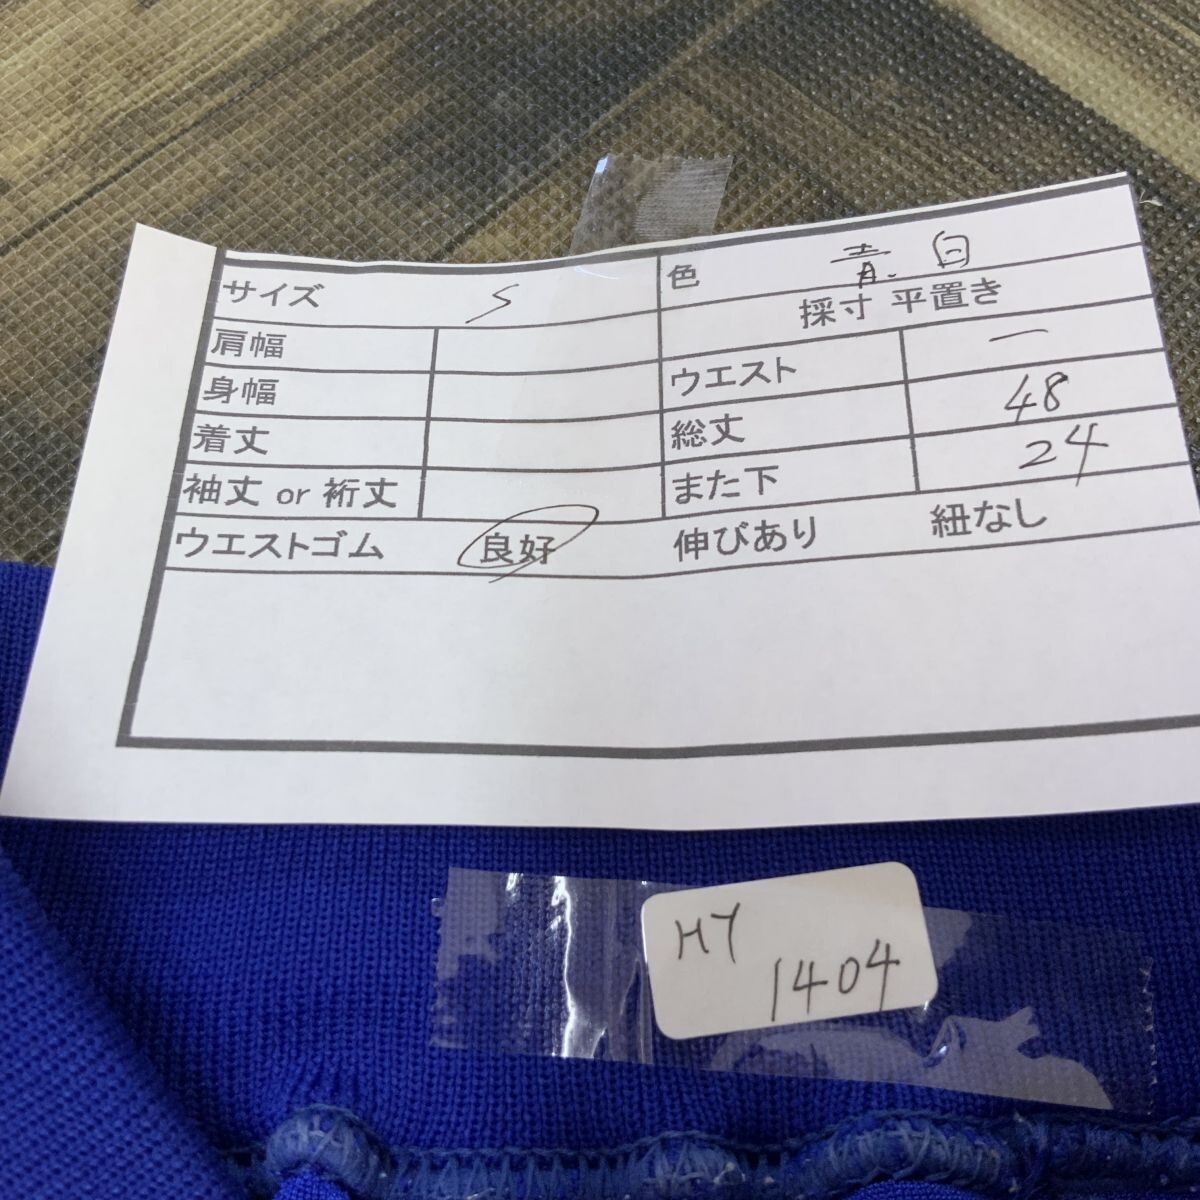 サイズ S 色 青.白
肩幅 採寸 平置き
身幅 ウエスト ー
着丈 総丈 48
袖丈 or 裄丈 また下 24
ウエストゴム 良好 伸びあり 紐なし
HY
1404